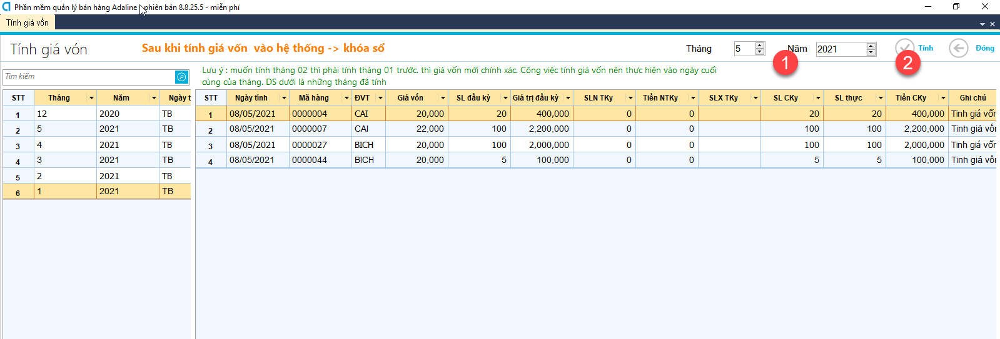 Phần mềm quản lý bán hàng Adaline - phiên bản 8.8.25.5 - miễn phí
Tính giá vốn
Tính giá vón
Sau khi tính giá vốn vào hệ thống -> khóa sổ
Tháng 5 Năm 2021 Tính Đóng
1 2
Lưu ý : muốn tính tháng 02 thì phài tính tháng 01 trước. thì giá vốn mới chính xác. Công việc tính giá vốn nên thực hiện vào ngày cuối
cùng của tháng. DS dưới là những tháng đã tính
Tìm kiếm
STT Tháng Năm Ngày t
1 12 2020 TB
2 5 2021 TB
3 4 2021 TB
4 3 2021 TB
5 2 2021 TB
6 1 2021 TB
STT Ngày tính Mã hàng ĐVT Giá vốn SL đầu kỳ Giá trị đầu kỳ SLN TKy Tiền NTKy SLX TKy SL CKy SL thực Tiền CKy Ghi chú
1 08/05/2021 0000004 CAI 20,000 20 400,000 0 0 20 20 400,000 Tinh giá vốn
2 08/05/2021 0000007 CAI 22,000 100 2,200,000 0 0 100 100 2,200,000 Tinh giá vốn
3 08/05/2021 0000027 BICH 20,000 100 2,000,000 0 0 100 100 2,000,000 Tinh giá vốn
4 08/05/2021 0000044 BICH 20,000 5 100,000 0 0 5 5 100,000 Tinh giá vốn